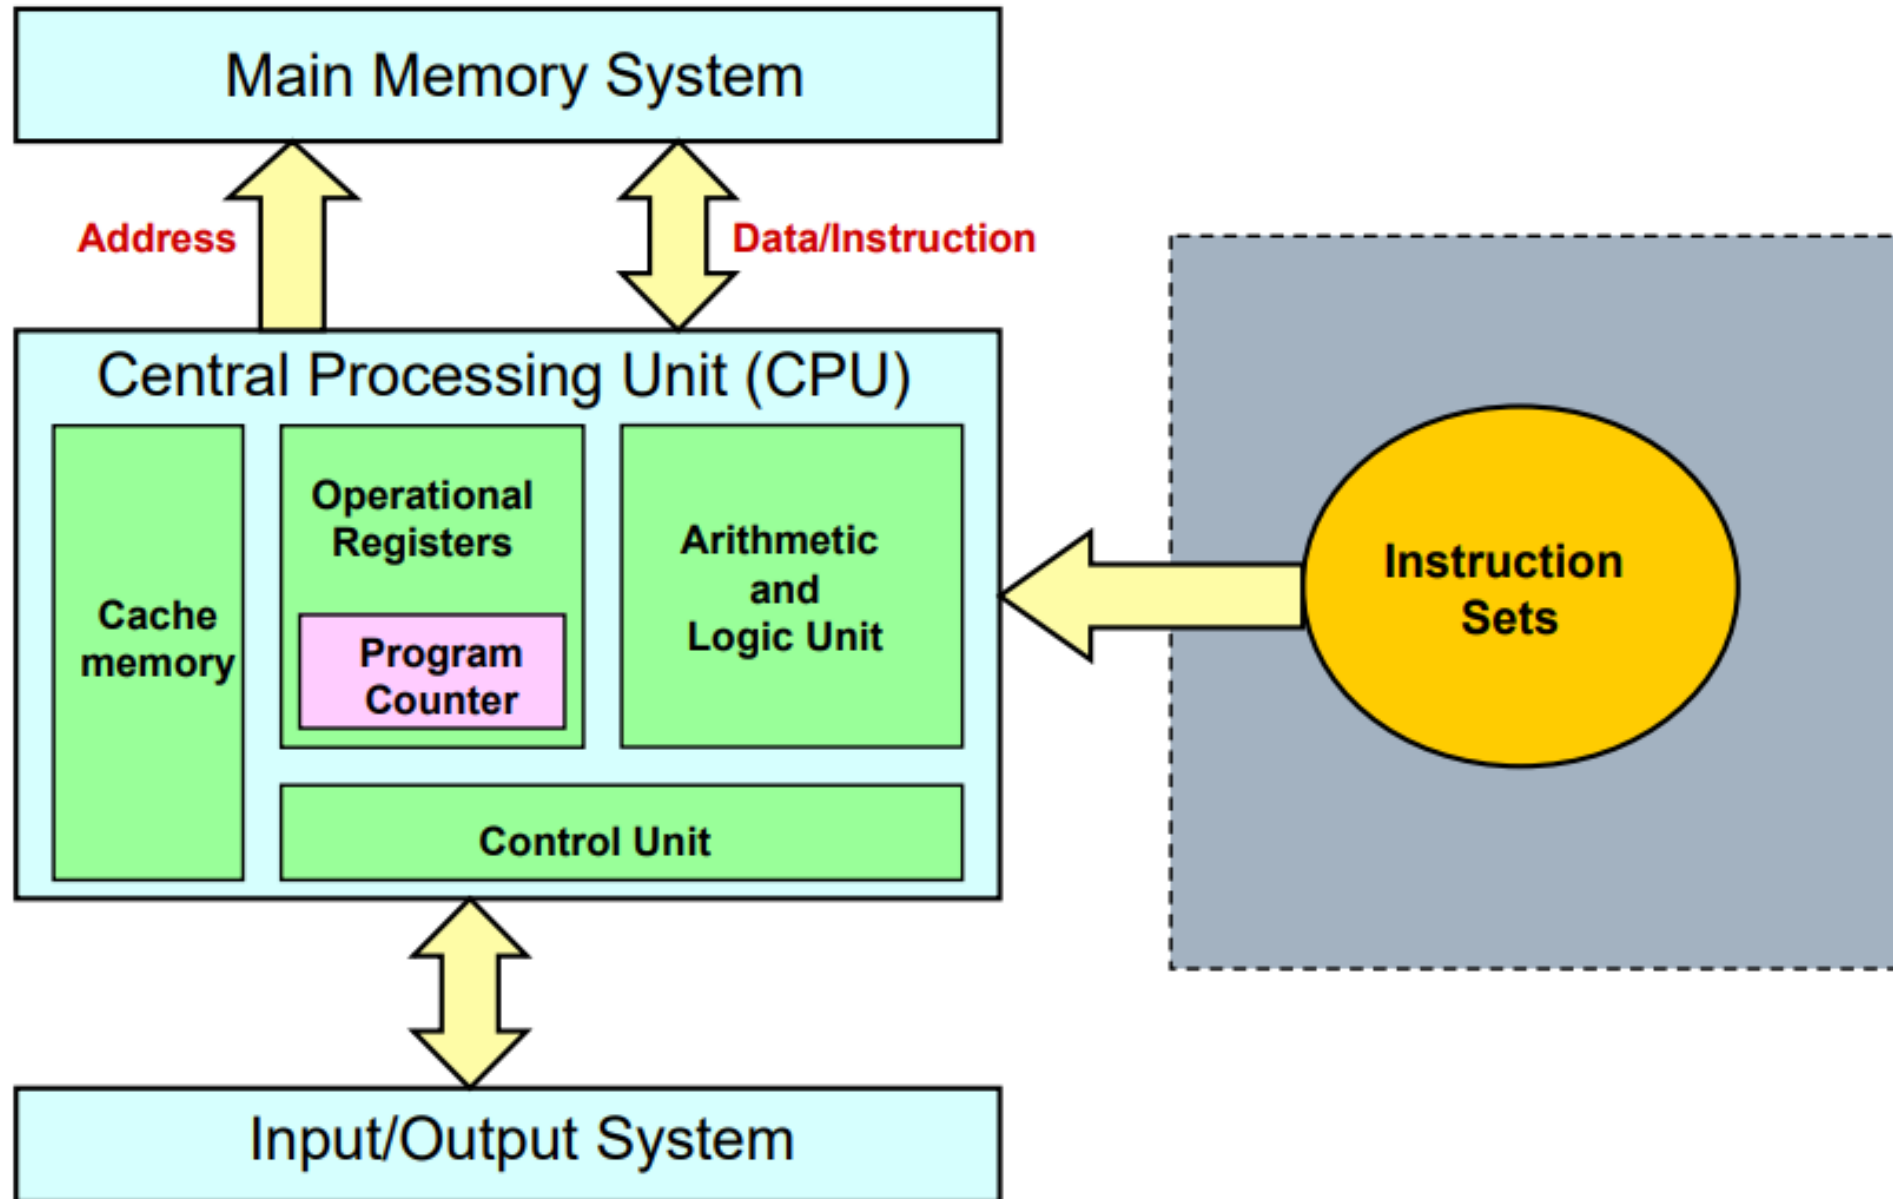 Main Memory System
Address
Data/Instruction
Central Processing Unit (CPU)
Cache
memory
Operational
Registers
Program
Counter
Arithmetic
and
Logic Unit
Control Unit
Instruction
Sets
Input/Output System